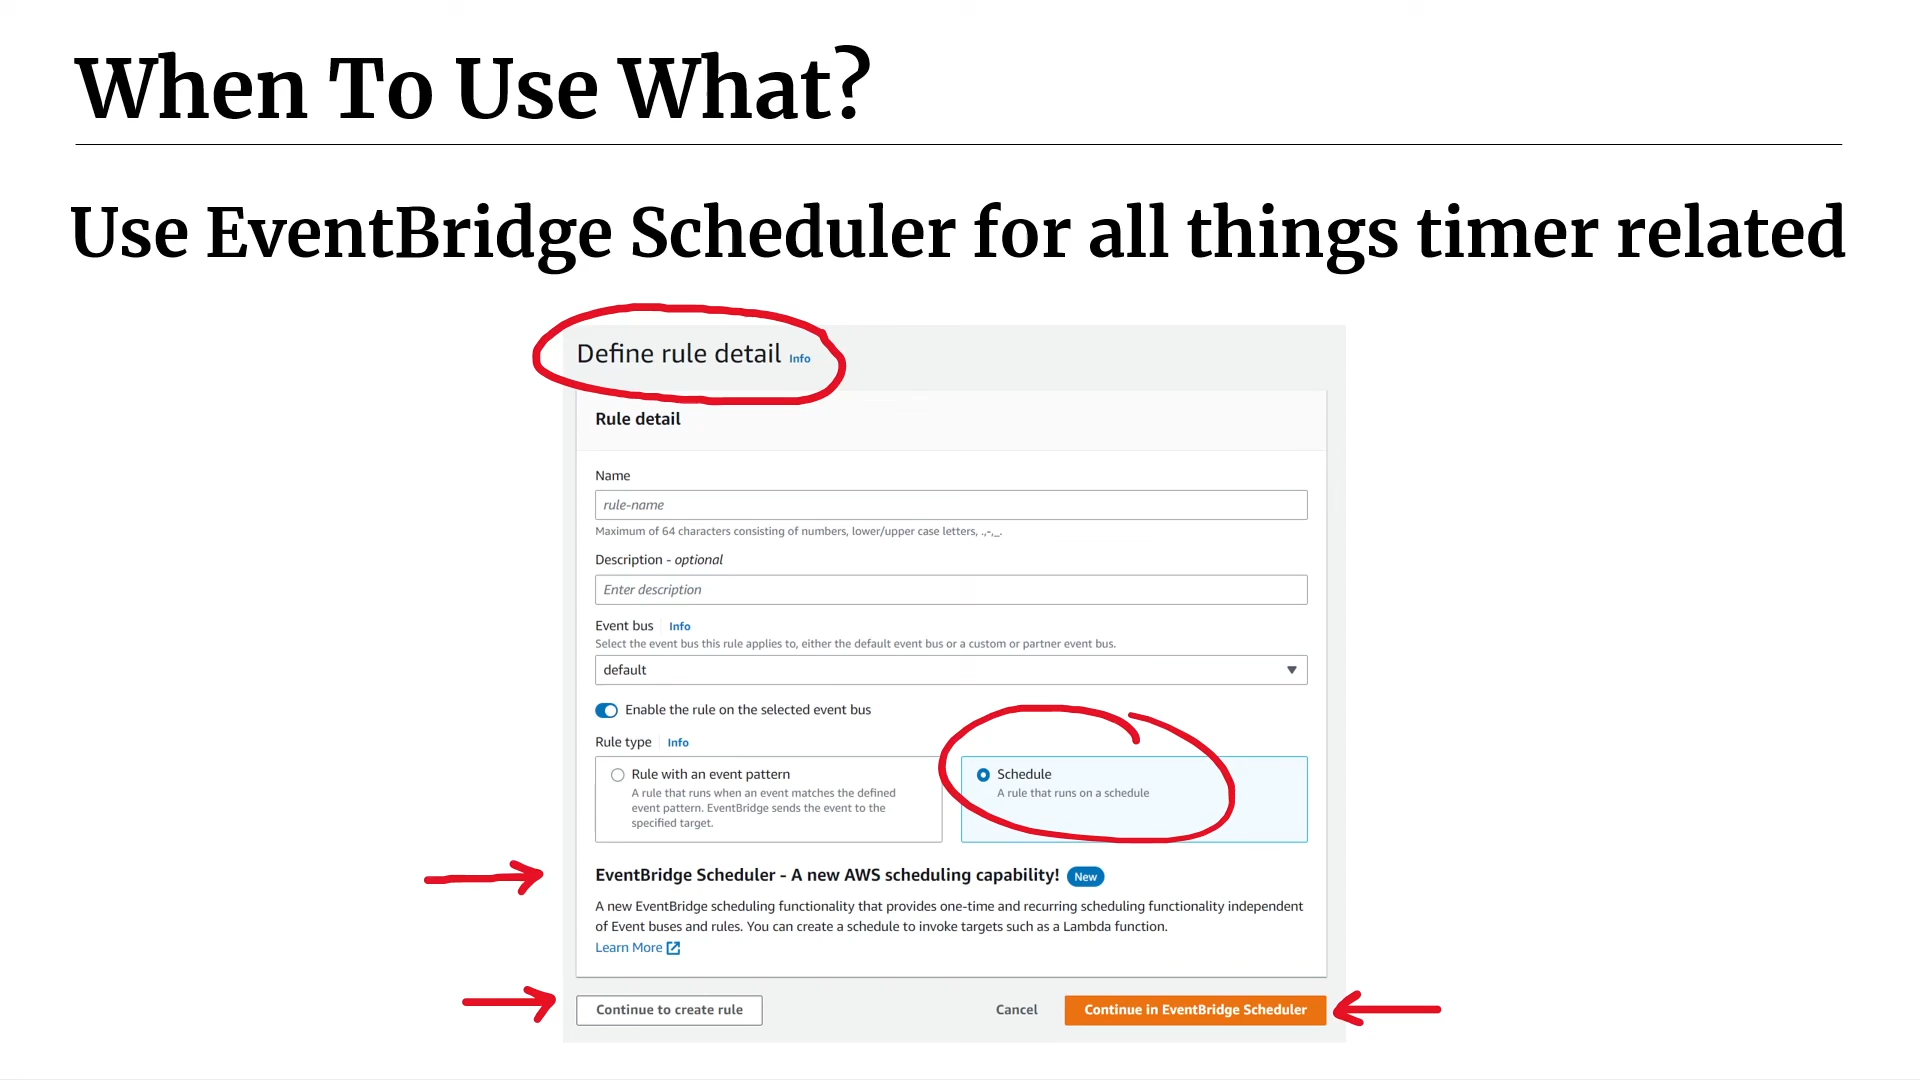 When To Use What?
Use EventBridge Scheduler for all things timer related
Define rule detail Info
Rule detail
Name
rule-name
Maximum of 64 characters consisting of numbers, lower/upper case letters, .,-,_.
Description - optional
Enter description
Event bus Info
Select the event bus this rule applies to, either the default event bus or a custom or partner event bus.
default
Enable the rule on the selected event bus
Rule type Info
Rule with an event pattern
A rule that runs when an event matches the defined
event pattern. EventBridge sends the event to the
specified target.
Schedule
A rule that runs on a schedule
EventBridge Scheduler - A new AWS scheduling capability! New
A new EventBridge scheduling functionality that provides one-time and recurring scheduling functionality independent
of Event buses and rules. You can create a schedule to invoke targets such as a Lambda function.
Learn More
Continue to create rule
Cancel
Continue in EventBridge Scheduler